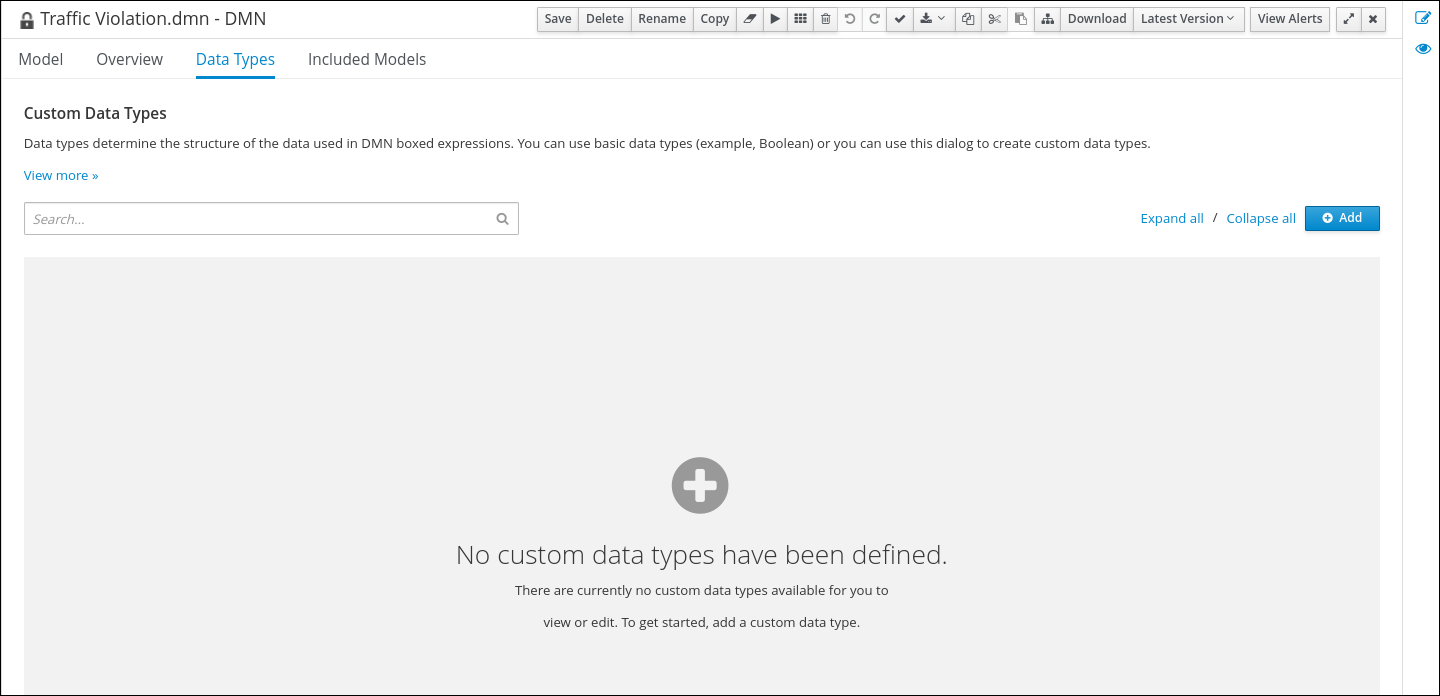 Traffic Violation.dmn - DMN
Save Delete Rename Copy Download Latest Version View Alerts
Model Overview Data Types Included Models
Custom Data Types
Data types determine the structure of the data used in DMN boxed expressions. You can use basic data types (example, Boolean) or you can use this dialog to create custom data types.
View more »
Search...
Expand all / Collapse all Add
No custom data types have been defined.
There are currently no custom data types available for you to
view or edit. To get started, add a custom data type.